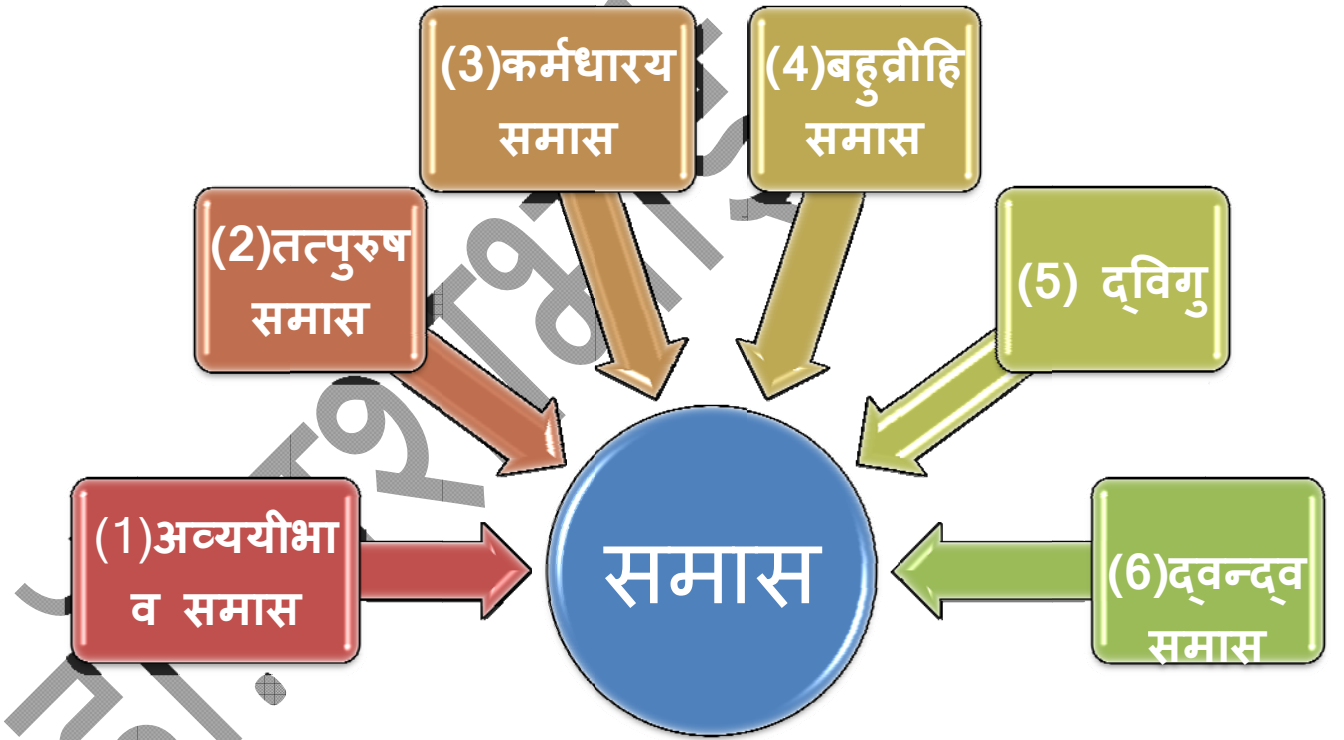 (3)कर्मधारय
समास
(4)बहुव्रीहि
समास
(2)तत्पुरुष
समास
(5) द्विगु
(1)अव्ययीभा
व समास
समास
(6)द्वन्द्व
समास